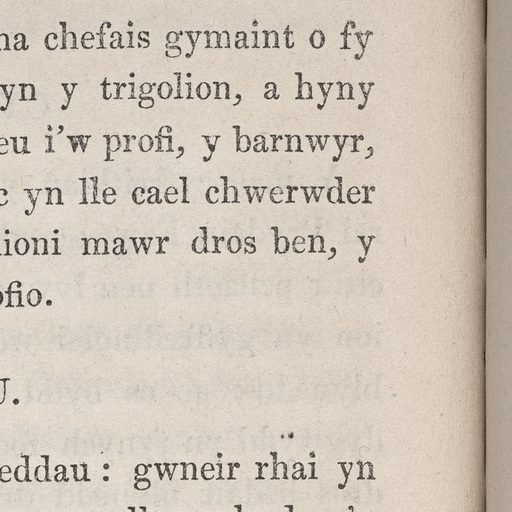 na chefais gymaint o fy
yn y trigolion, a hyny
eu i'w profi, y barnwyr,
c yn lle cael chwerwder
ioni mawr dros ben, y
ofio.
U.
eddau : gwneir rhai yn